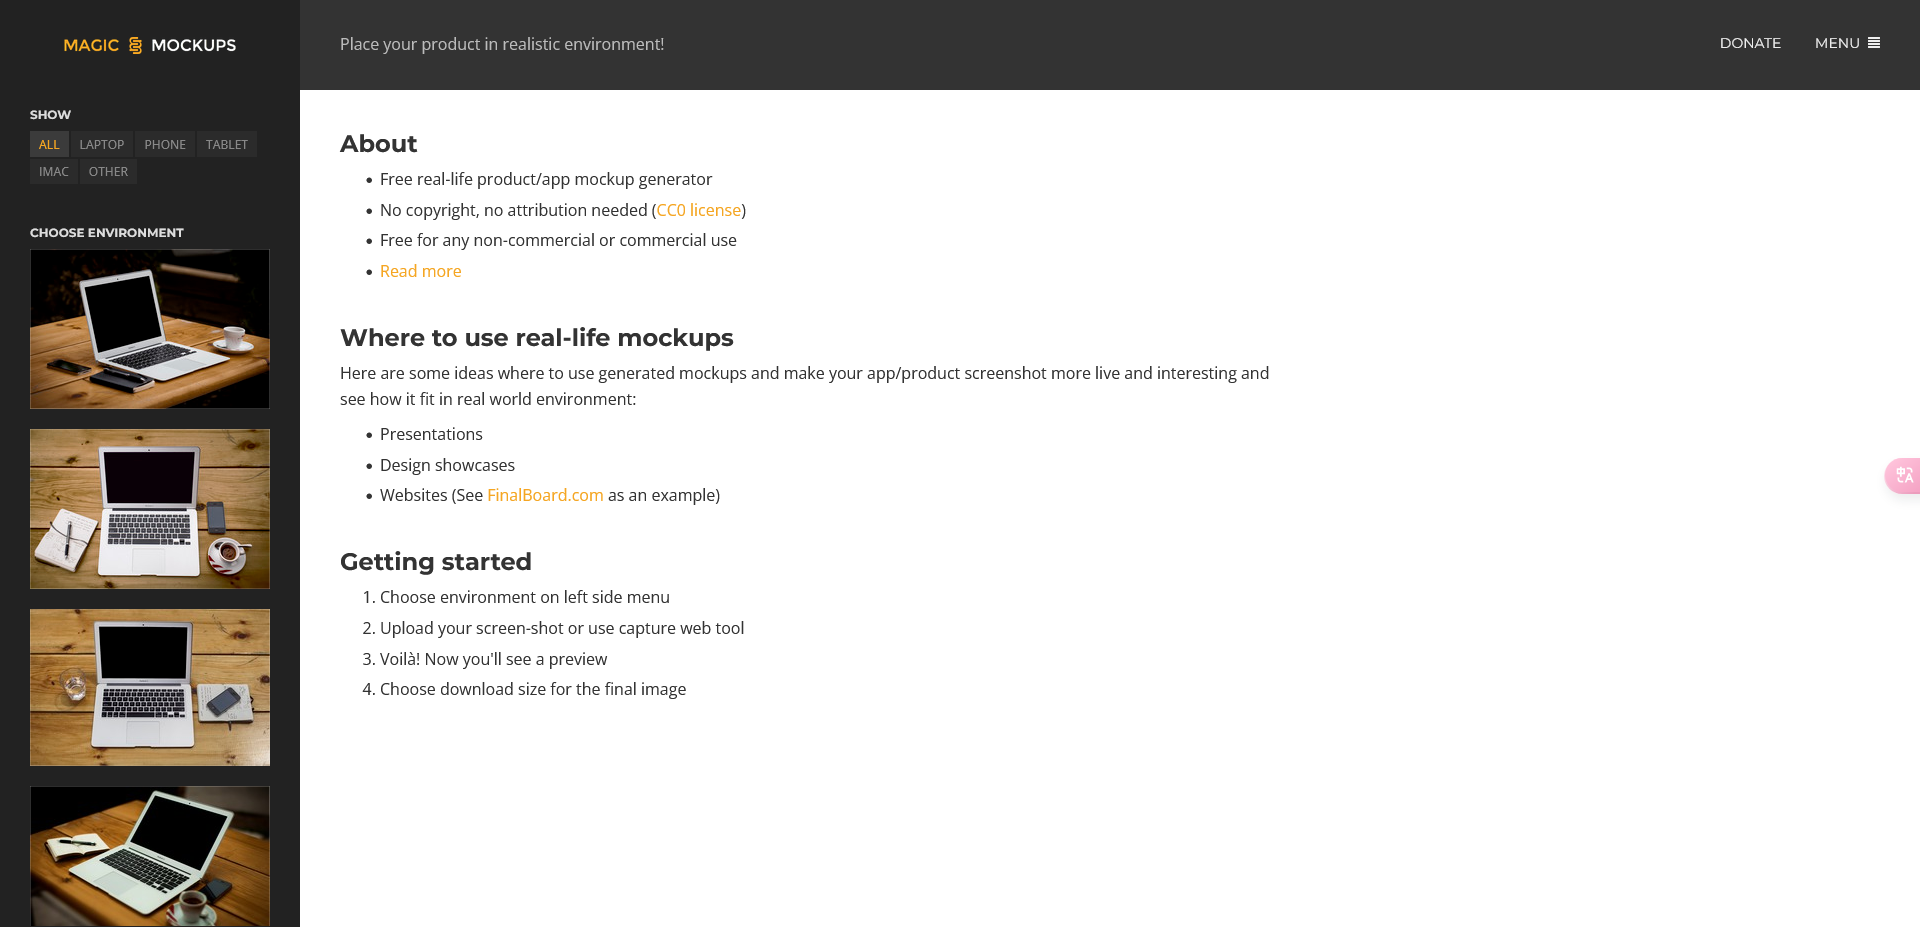 MAGIC MOCKUPS
Place your product in realistic environment!
DONATE
MENU
SHOW
ALL
LAPTOP
PHONE
TABLET
IMAC
OTHER
CHOOSE ENVIRONMENT
About
• Free real-life product/app mockup generator
• No copyright, no attribution needed (CC0 license)
• Free for any non-commercial or commercial use
• Read more
Where to use real-life mockups
Here are some ideas where to use generated mockups and make your app/product screenshot more live and interesting and
see how it fit in real world environment:
• Presentations
• Design showcases
• Websites (See FinalBoard.com as an example)
Getting started
1. Choose environment on left side menu
2. Upload your screen-shot or use capture web tool
3. Voilà! Now you'll see a preview
4. Choose download size for the final image